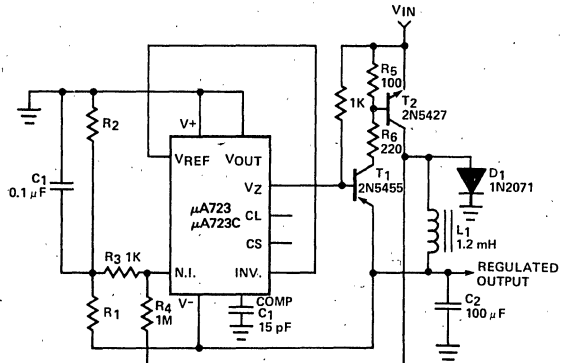 VIN
R5
100
T2
2N5427
1K
R6
220
R2
V+
VREF
VOUT
T1
2N5455
D1
1N2071
C1
0.1 µF
VZ
µA723
µA723C
CL
CS
L1
1.2 mH
R3 1K
N.I.
INV.
REGULATED
OUTPUT
R1
R4
1M
V-
COMP
C1
15 pF
C2
100 µF